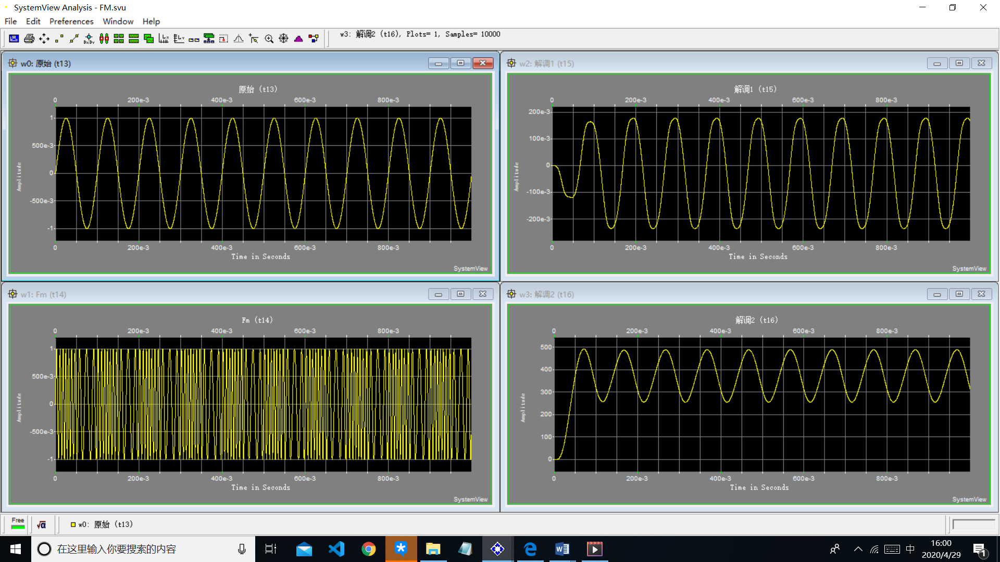 SystemView Analysis - FM.svu
File Edit Preferences Window Help
w3: 解调2 (t16), Plots= 1, Samples= 10000
w0: 原始 (t13)
原始 (t13)
0 200e-3 400e-3 600e-3 800e-3
1
500e-3
0
-500e-3
-1
Amplitude
0 200e-3 400e-3 600e-3 800e-3
Time in Seconds
SystemView
w2: 解调1 (t15)
解调1 (t15)
0 200e-3 400e-3 600e-3 800e-3
200e-3
100e-3
0
-100e-3
-200e-3
Amplitude
0 200e-3 400e-3 600e-3 800e-3
Time in Seconds
SystemView
w1: Fm (t14)
Fm (t14)
0 200e-3 400e-3 600e-3 800e-3
1
500e-3
0
-500e-3
-1
Amplitude
0 200e-3 400e-3 600e-3 800e-3
Time in Seconds
SystemView
w3: 解调2 (t16)
解调2 (t16)
0 200e-3 400e-3 600e-3 800e-3
500
400
300
200
100
0
Amplitude
0 200e-3 400e-3 600e-3 800e-3
Time in Seconds
SystemView
Free
√α
w0: 原始 (t13)
在这里输入你要搜索的内容
中
16:00
2020/4/29
1